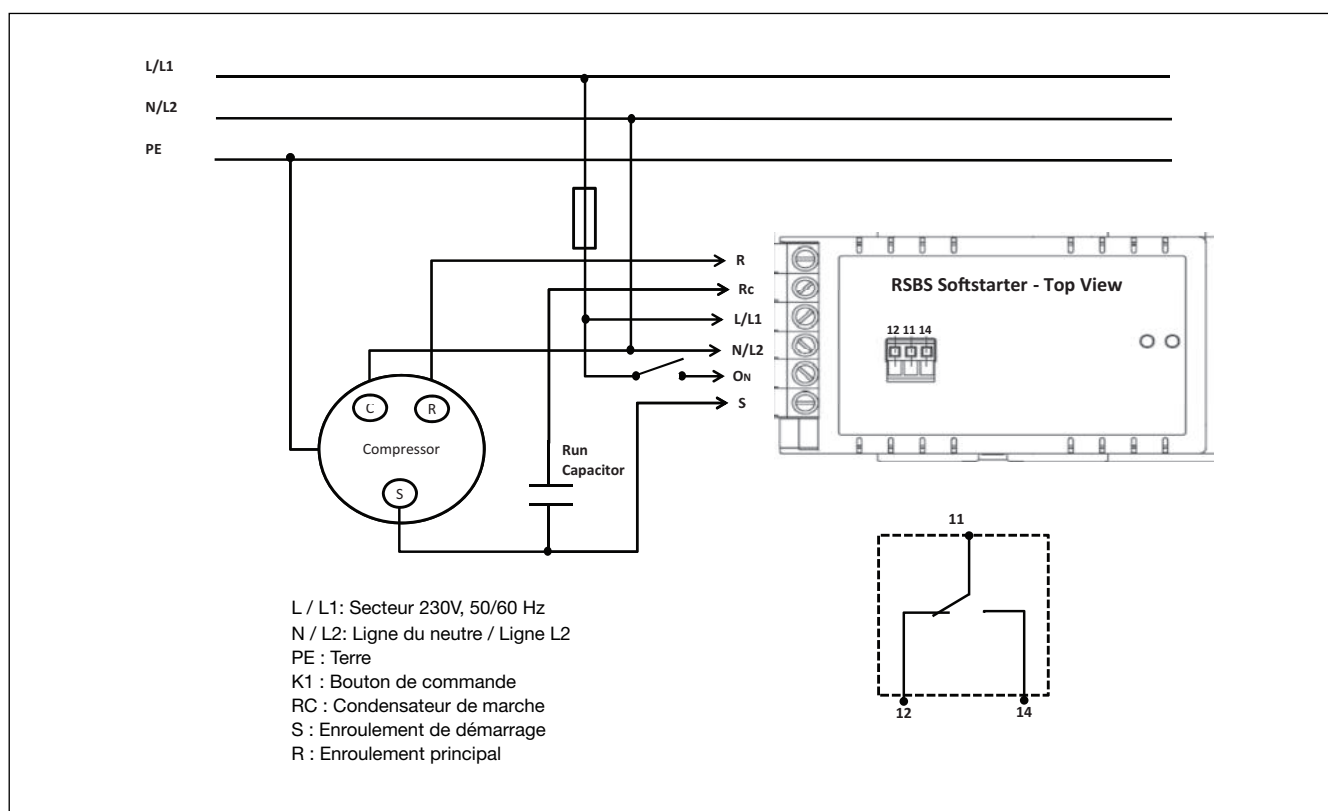 L/L1
N/L2
PE
R
Rc
L/L1
N/L2
ON
S
RSBS Softstarter - Top View
12 11 14
C
R
Compressor
S
Run
Capacitor
11
12
14
L / L1: Secteur 230V, 50/60 Hz
N / L2: Ligne du neutre / Ligne L2
PE : Terre
K1 : Bouton de commande
RC : Condensateur de marche
S : Enroulement de démarrage
R : Enroulement principal